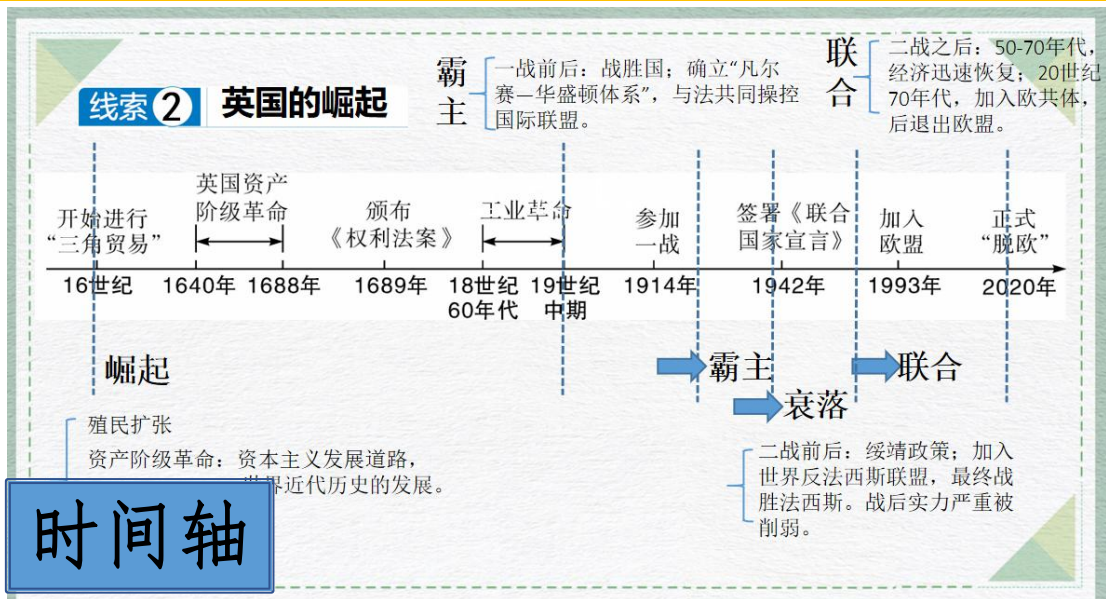 线索2 英国的崛起
霸主
一战前后：战胜国；确立“凡尔
赛—华盛顿体系”，与法共同操控
国际联盟。
联合
二战之后：50-70年代，
经济迅速恢复；20世纪
70年代，加入欧共体，
后退出欧盟。
开始进行
“三角贸易”
英国资产
阶级革命
颁布
《权利法案》
工业革命
参加
一战
签署《联合
国家宣言》
加入
欧盟
正式
“脱欧”
16世纪
1640年
1688年
1689年
18世纪
60年代
19世纪
中期
1914年
1942年
1993年
2020年
崛起
霸主
衰落
联合
殖民扩张
资产阶级革命：资本主义发展道路，
世界近代历史的发展。
二战前后：绥靖政策；加入
世界反法西斯联盟，最终战
胜法西斯。战后实力严重被
削弱。
时间轴